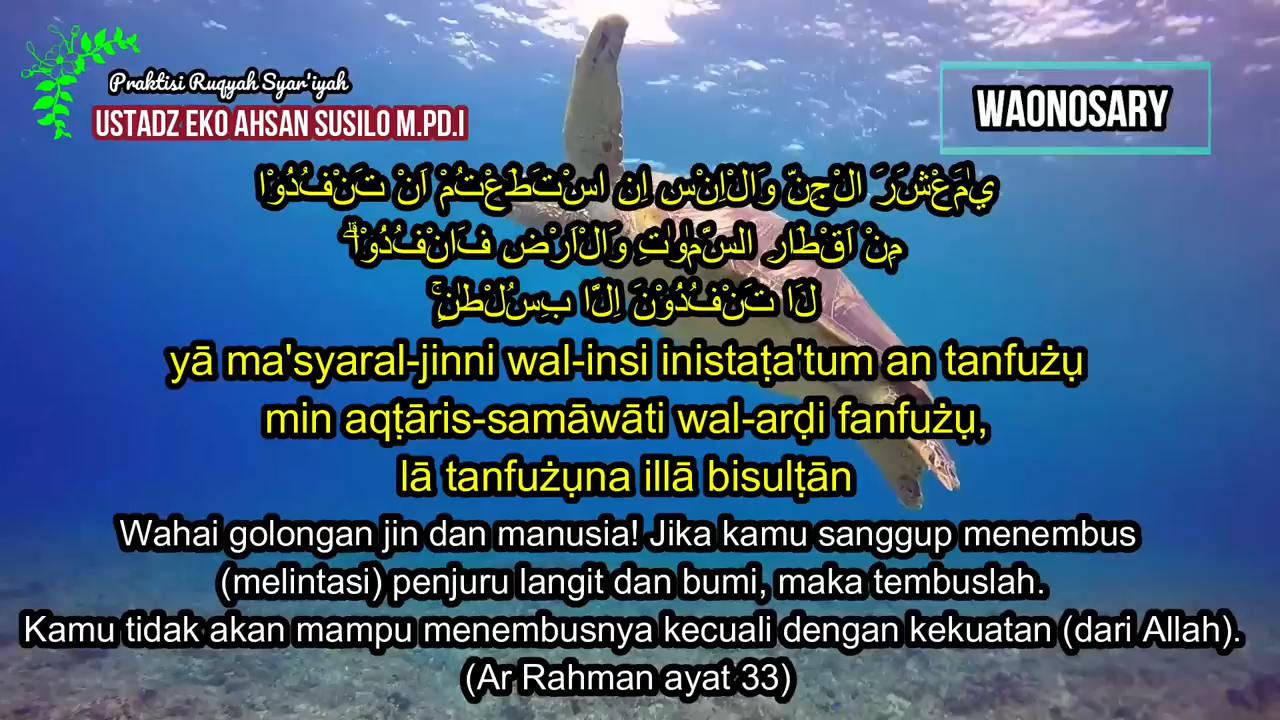 Praktisi Ruqyah Syar'iyah
USTADZ EKO AHSAN SUSILO M.PD.I
WAONOSARY
يٰمَعْشَرَ الْجِنِّ وَالْاِنْسِ اِنِ اسْتَطَعْتُمْ اَنْ تَنْفُذُوْا
مِنْ اَقْطَارِ السَّمٰوٰتِ وَالْاَرْضِ فَانْفُذُوْاۗ
لَا تَنْفُذُوْنَ اِلَّا بِسُلْطٰنٍۚ
yā ma'syaral-jinni wal-insi inistaṭa'tum an tanfużụ
min aqṭāris-samāwāti wal-arḍi fanfużụ,
lā tanfużụna illā bisulṭān
Wahai golongan jin dan manusia! Jika kamu sanggup menembus
(melintasi) penjuru langit dan bumi, maka tembuslah.
Kamu tidak akan mampu menembusnya kecuali dengan kekuatan (dari Allah).
(Ar Rahman ayat 33)